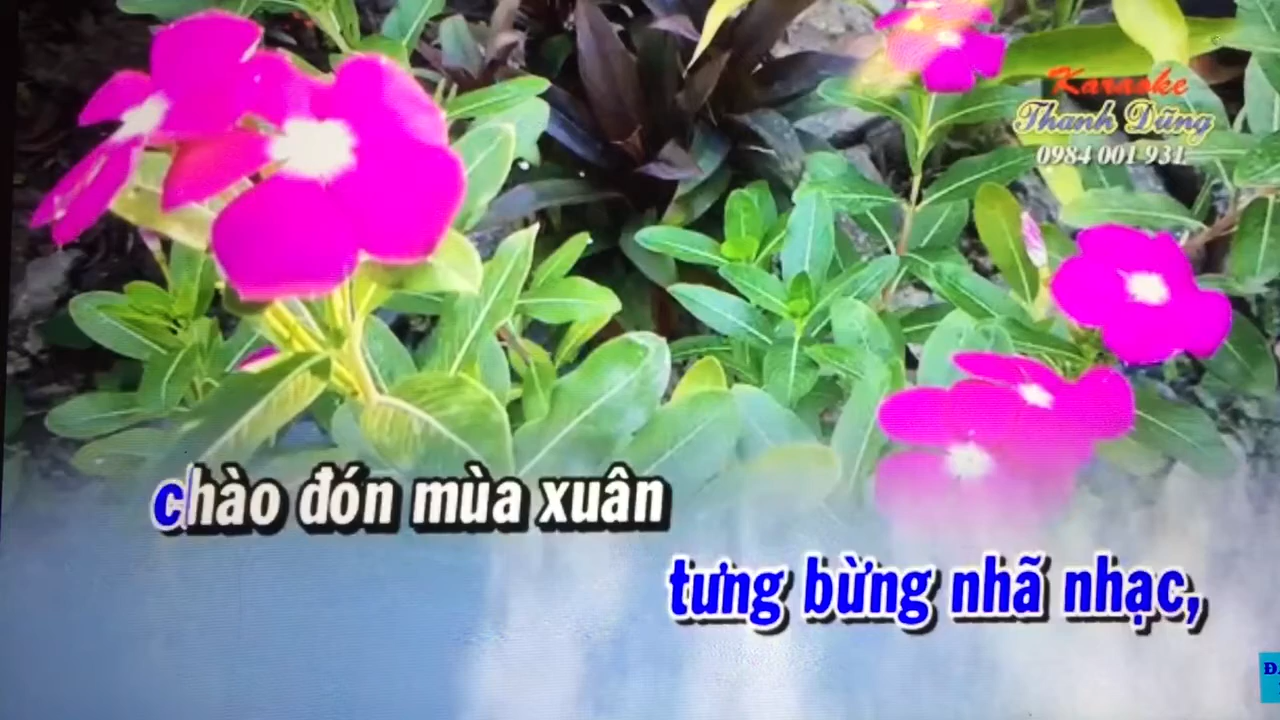 Karaoke
Thanh Dũng
0984 001 931
chào đón mùa xuân
tưng bừng nhã nhạc,